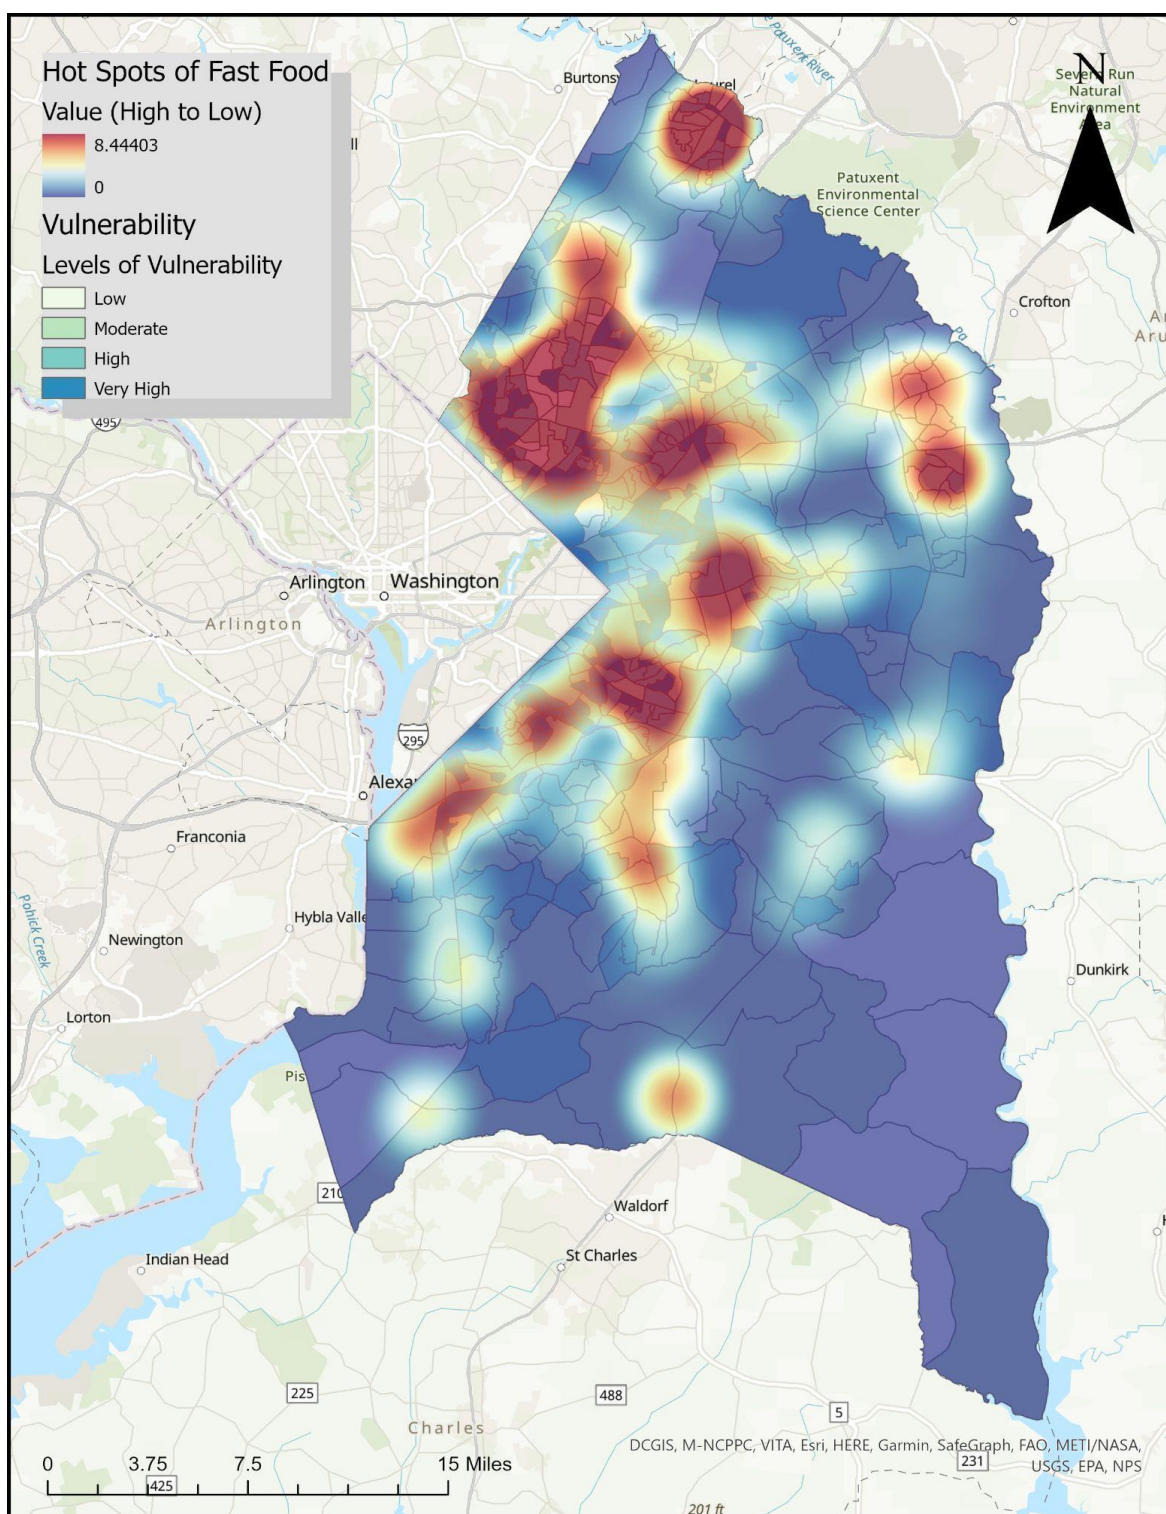 Hot Spots of Fast Food
Value (High to Low)
8.44403
0
Vulnerability
Levels of Vulnerability
Low
Moderate
High
Very High
Patuxent
River
N
Severn Run
Natural
Environment
Area
Patuxent
Environmental
Science Center
Crofton
495
Arlington
Washington
Arlington
295
Franconia
Pohick Creek
Newington
Dunkirk
Lorton
210
Waldorf
St Charles
Indian Head
225
488
5
Charles
DCGIS, M-NCPPC, VITA, Esri, HERE, Garmin, SafeGraph, FAO, METI/NASA,
USGS, EPA, NPS
231
0 3.75 7.5 15 Miles
425
201 ft